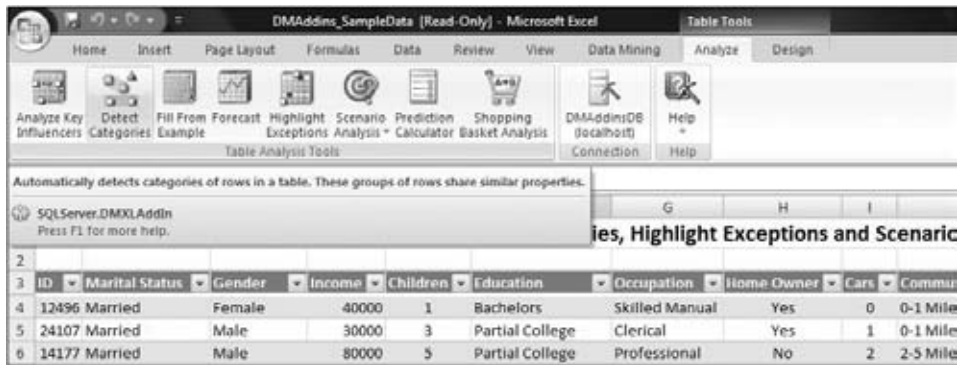 DMAddins_SampleData [Read-Only] - Microsoft Excel Table Tools
Home Insert Page Layout Formulas Data Review View Data Mining Analyze Design
Analyze Key Influencers
Detect Categories
Fill From Example
Forecast
Highlight Exceptions
Scenario Analysis
Prediction Calculator
Shopping Basket Analysis
DMAddinsDB (localhost)
Help
Table Analysis Tools Connection Help
Automatically detects categories of rows in a table. These groups of rows share similar properties.
SQLServer.DMXLAddIn
Press F1 for more help.
G H I
ies, Highlight Exceptions and Scenario
2
3 ID Marital Status Gender Income Children Education Occupation Home Owner Cars Commu
4 12496 Married Female 40000 1 Bachelors Skilled Manual Yes 0 0-1 Mile
5 24107 Married Male 30000 3 Partial College Clerical Yes 1 0-1 Mile
6 14177 Married Male 80000 5 Partial College Professional No 2 2-5 Mile